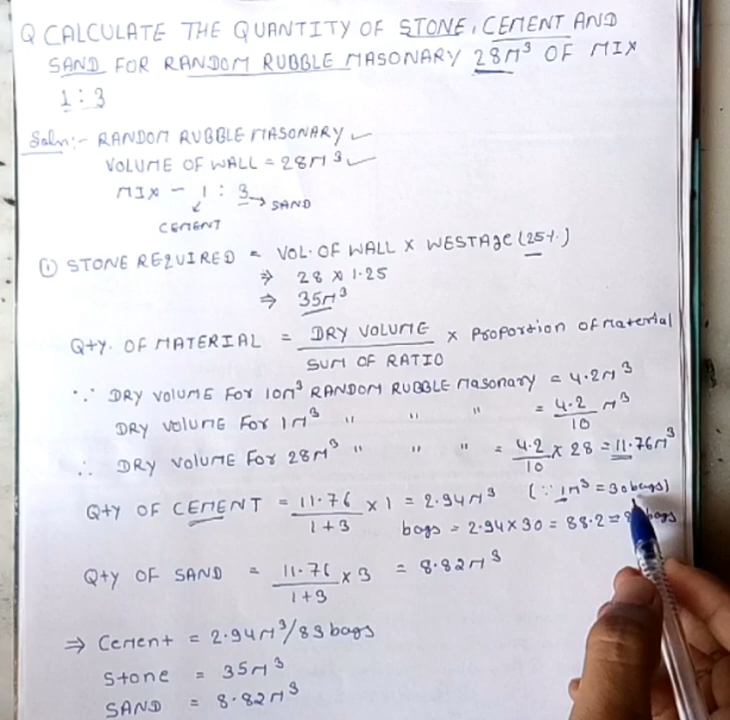 Q CALCULATE THE QUANTITY OF STONE, CEMENT AND
SAND FOR RANDOM RUBBLE MASONARY 28M³ OF MIX
1 : 3
Soln:- RANDOM RUBBLE MASONARY ✓
VOLUME OF WALL = 28M³ ✓
MIX - 1 : 3 → SAND
CEMENT
① STONE REQUIRED = VOL. OF WALL X WESTAGE (25%)
⇒ 28 X 1.25
⇒ 35M³
Qty. OF MATERIAL = DRY VOLUME / SUM OF RATIO X Proportion of material
∵ DRY VOLUME FOR 10M³ RANDOM RUBBLE Masonary = 4.2M³
DRY VOLUME FOR 1M³ " " " = 4.2/10 M³
∴ DRY VOLUME FOR 28M³ " " " = 4.2/10 X 28 = 11.76M³
Qty OF CEMENT = 11.76/1+3 X 1 = 2.94M³ (∵ 1M³ = 30 bags)
bags = 2.94 X 30 = 88.2 = bags
Qty OF SAND = 11.76/1+3 X 3 = 8.82M³
⇒ Cement = 2.94M³/89 bags
Stone = 35M³
SAND = 8.82M³